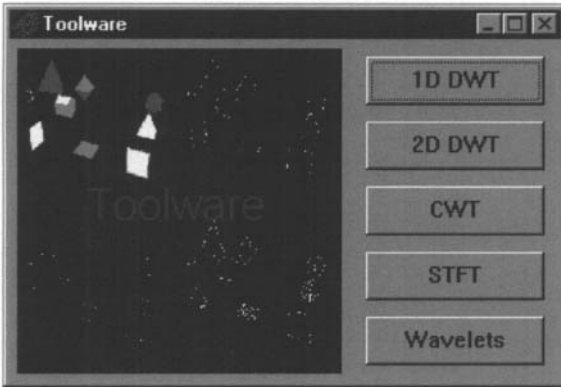 Toolware
1D DWT
2D DWT
Toolware
CWT
STFT
Wavelets